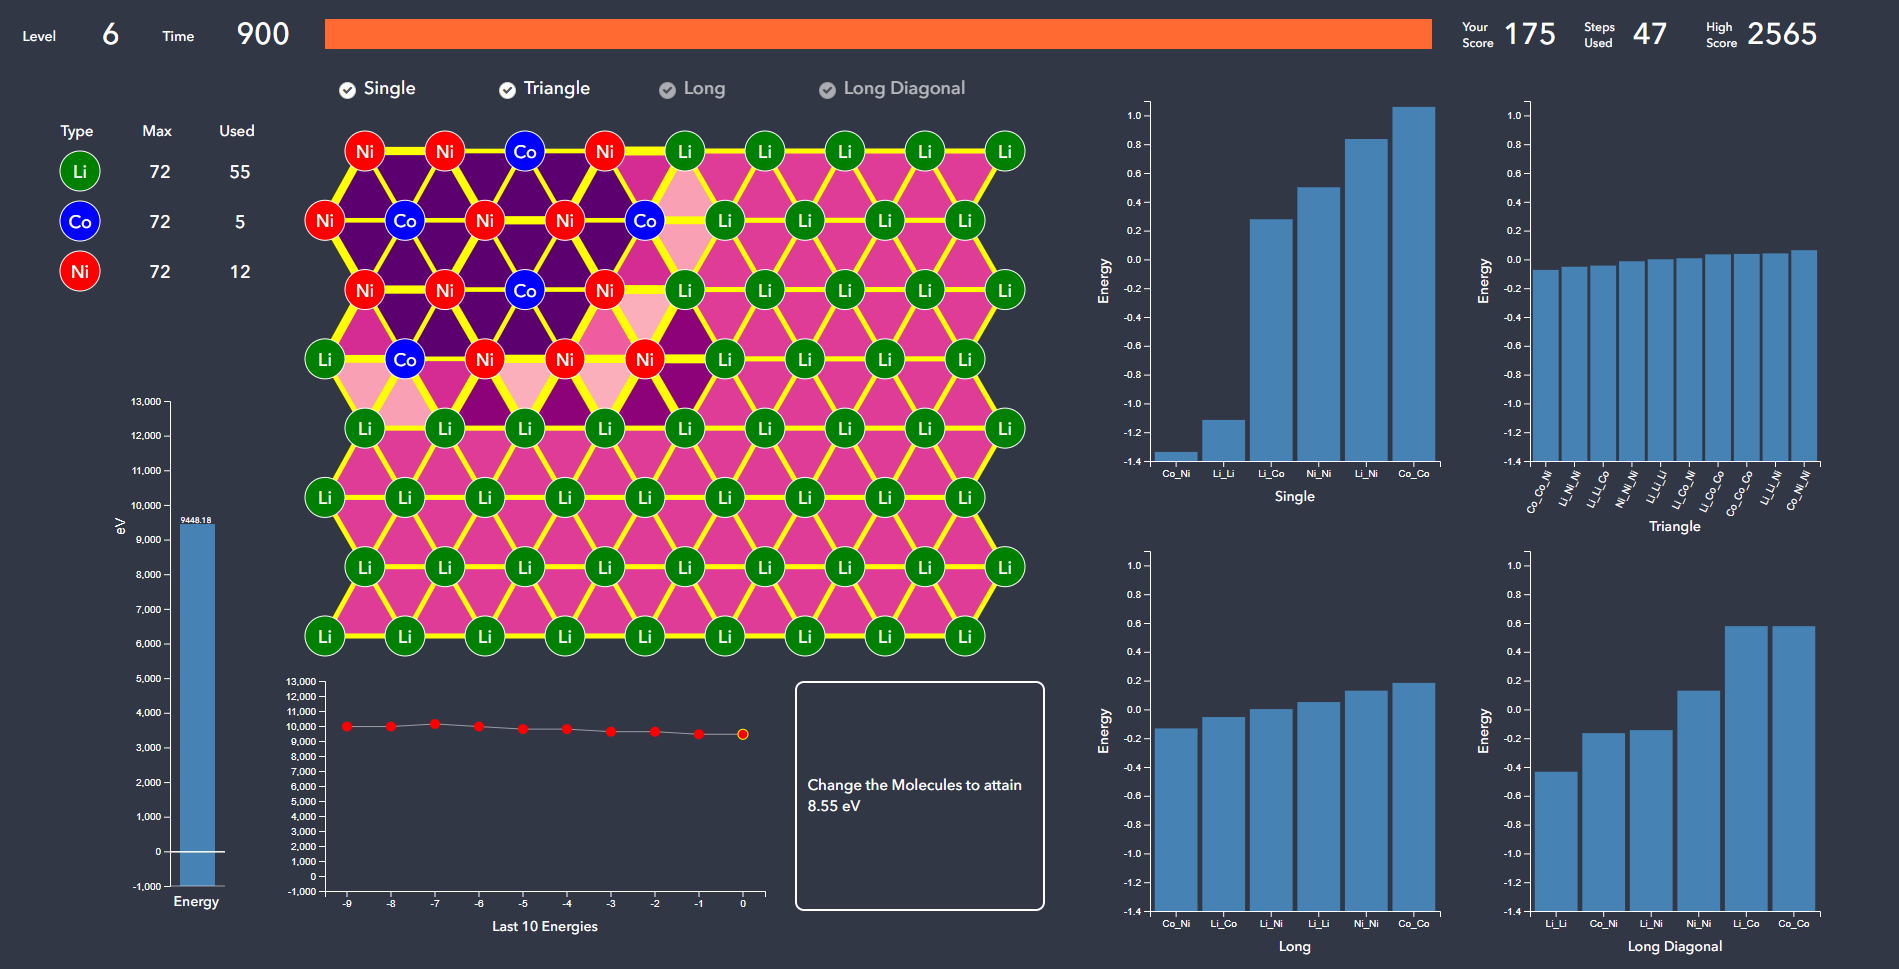 Level 6 Time 900 Your Score 175 Steps Used 47 High Score 2565
Single Triangle Long Long Diagonal
Type Max Used
Li 72 55
Co 72 5
Ni 72 12
Ni Ni Co Ni Li Li Li Li Li
Ni Co Ni Ni Co Li Li Li Li
Ni Ni Co Ni Li Li Li Li Li
Li Co Ni Ni Ni Li Li Li Li
Li Li Li Li Li Li Li Li Li
Li Li Li Li Li Li Li Li Li
Li Li Li Li Li Li Li Li Li
Li Li Li Li Li Li Li Li Li
13,000
12,000
11,000
10,000
9,000
8,000
7,000
6,000
5,000
4,000
3,000
2,000
1,000
0
-1,000
eV
9448.18
Energy
13,000
12,000
11,000
10,000
9,000
8,000
7,000
6,000
5,000
4,000
3,000
2,000
1,000
0
-1,000
-9 -8 -7 -6 -5 -4 -3 -2 -1 0
Last 10 Energies
Change the Molecules to attain
8.55 eV
1.0
0.8
0.6
0.4
0.2
0.0
-0.2
-0.4
-0.6
-0.8
-1.0
-1.2
-1.4
Energy
Co_Ni Li_Li Li_Co Ni_Ni Li_Ni Co_Co
Single
1.0
0.8
0.6
0.4
0.2
0.0
-0.2
-0.4
-0.6
-0.8
-1.0
-1.2
-1.4
Energy
Co_Co_Ni Li_Ni_Ni Li_Li_Co Ni_Ni_Ni Li_Li_Li Li_Co_Ni Li_Co_Co Co_Co_Co Li_Li_Ni Co_Ni_Ni
Triangle
1.0
0.8
0.6
0.4
0.2
0.0
-0.2
-0.4
-0.6
-0.8
-1.0
-1.2
-1.4
Energy
Co_Ni Li_Co Li_Ni Li_Li Ni_Ni Co_Co
Long
1.0
0.8
0.6
0.4
0.2
0.0
-0.2
-0.4
-0.6
-0.8
-1.0
-1.2
-1.4
Energy
Li_Li Co_Ni Li_Ni Ni_Ni Li_Co Co_Co
Long Diagonal